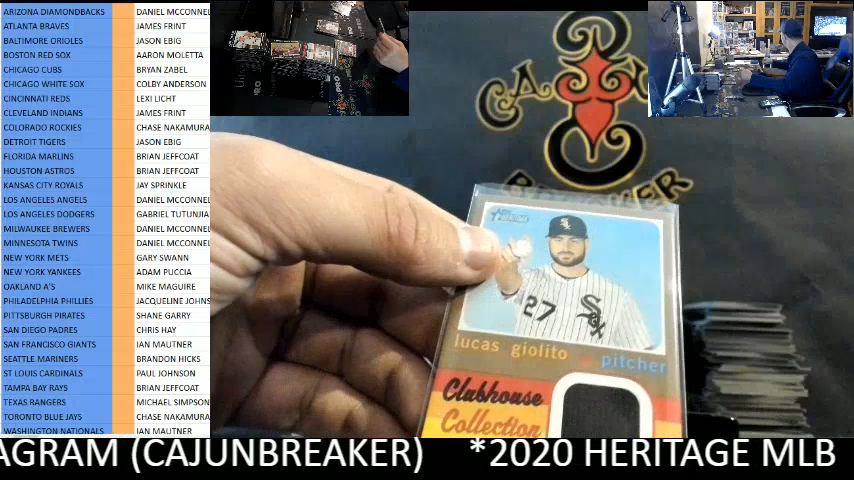 ARIZONA DIAMONDBACKS DANIEL MCCONNEL
ATLANTA BRAVES JAMES FRINT
BALTIMORE ORIOLES JASON EBIG
BOSTON RED SOX AARON MOLETTA
CHICAGO CUBS BRYAN ZABEL
CHICAGO WHITE SOX COLBY ANDERSON
CINCINNATI REDS LEXI LICHT
CLEVELAND INDIANS JAMES FRINT
COLORADO ROCKIES CHASE NAKAMURA
DETROIT TIGERS JASON EBIG
FLORIDA MARLINS BRIAN JEFFCOAT
HOUSTON ASTROS BRIAN JEFFCOAT
KANSAS CITY ROYALS JAY SPRINKLE
LOS ANGELES ANGELS DANIEL MCCONNEL
LOS ANGELES DODGERS GABRIEL TUTUNJIA
MILWAUKEE BREWERS DANIEL MCCONNEL
MINNESOTA TWINS DANIEL MCCONNEL
NEW YORK METS GARY SWANN
NEW YORK YANKEES ADAM PUCCIA
OAKLAND A'S MIKE MAGUIRE
PHILADELPHIA PHILLIES JACQUELINE JOHNS
PITTSBURGH PIRATES SHANE GARRY
SAN DIEGO PADRES CHRIS HAY
SAN FRANCISCO GIANTS IAN MAUTNER
SEATTLE MARINERS BRANDON HICKS
ST LOUIS CARDINALS PAUL JOHNSON
TAMPA BAY RAYS BRIAN JEFFCOAT
TEXAS RANGERS MICHAEL SIMPSON
TORONTO BLUE JAYS CHASE NAKAMURA
WASHINGTON NATIONALS IAN MAUTNER
27 Sox
lucas giolito pitcher
Clubhouse
Collection
AGRAM (CAJUNBREAKER) *2020 HERITAGE MLB